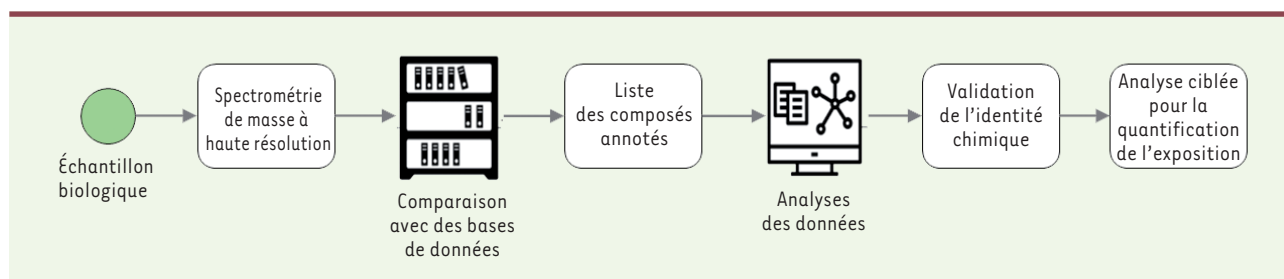 Échantillon
biologique
Spectrométrie
de masse à
haute résolution
Comparaison
avec des bases
de données
Liste
des composés
annotés
Analyses
des données
Validation
de l'identité
chimique
Analyse ciblée
pour la
quantification
de l'exposition